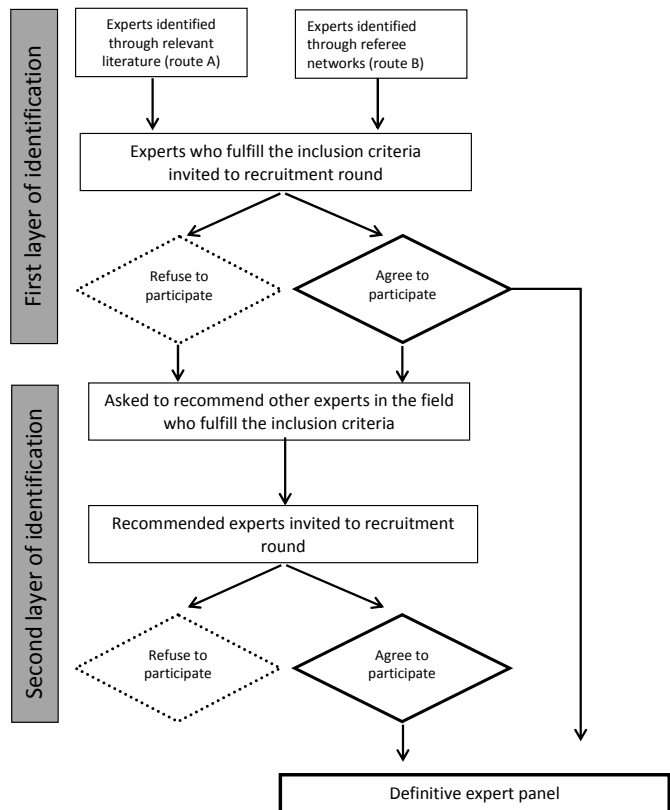 Experts identified
through relevant
literature (route A)
Experts identified
through referee
networks (route B)
First layer of identification
Experts who fulfill the inclusion criteria
invited to recruitment round
Refuse to
participate
Agree to
participate
Second layer of identification
Asked to recommend other experts in the field
who fulfill the inclusion criteria
Recommended experts invited to recruitment
round
Refuse to
participate
Agree to
participate
Definitive expert panel